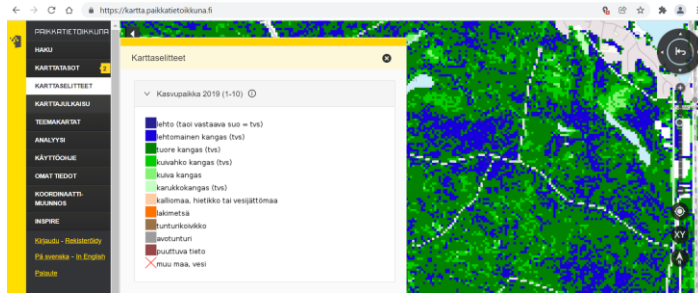 https://kartta.paikkatietoikkuna.fi
PAIKKATIETOIKKUNA
HAKU
KARTTATASOT
2
KARTTASELITTEET
KARTTAJULKAISU
TEEMAKARTAT
ANALYYSI
KÄYTTÖOHJE
OMAT TIEDOT
KOORDINAATTI-
MUUNNOS
INSPIRE
Kirjaudu - Rekisteröidy
På svenska - In English
Palaute
Karttaselitteet
Kasvupaikka 2019 (1-10)
lehto (taoi vastaava suo = tvs)
lehtomainen kangas (tvs)
tuore kangas (tvs)
kuivahko kangas (tvs)
kuiva kangas
karukkokangas (tvs)
kalliomaa, hietikko tai vesijättömaa
lakimetsä
tunturikoivikko
avotunturi
puuttuva tieto
muu maa, vesi
XY